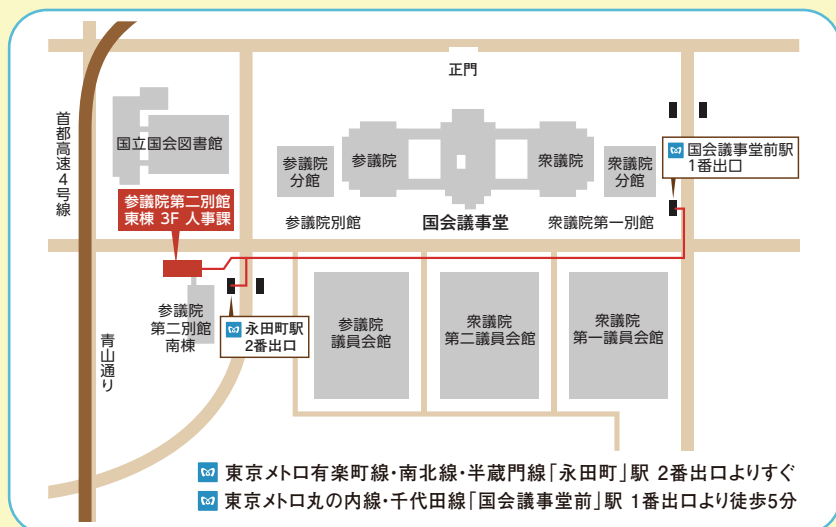 正門
首都高速4号線
国立国会図書館
参議院
分館
参議院
衆議院
衆議院
分館
国会議事堂前駅
1番出口
参議院第二別館
東棟 3F 人事課
参議院別館
国会議事堂
衆議院第一別館
参議院
第二別館
南棟
永田町駅
2番出口
参議院
議員会館
衆議院
第二議員会館
衆議院
第一議員会館
青山通り
東京メトロ有楽町線・南北線・半蔵門線「永田町」駅 2番出口よりすぐ
東京メトロ丸の内線・千代田線「国会議事堂前」駅 1番出口より徒歩5分